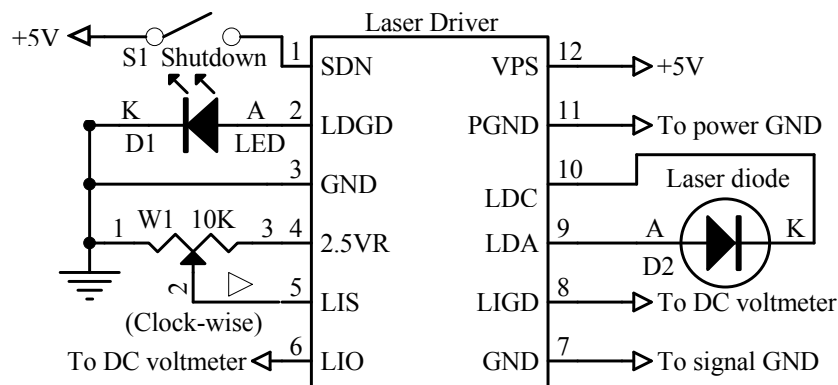 Laser Driver
+5V
S1 Shutdown
1
SDN
VPS
12
+5V
K
D1
A
LED
2
LDGD
PGND
11
To power GND
3
GND
LDC
10
Laser diode
1
W1
10K
3
4
2.5VR
LDA
9
A
D2
K
2
(Clock-wise)
5
LIS
LIGD
8
To DC voltmeter
To DC voltmeter
6
LIO
GND
7
To signal GND